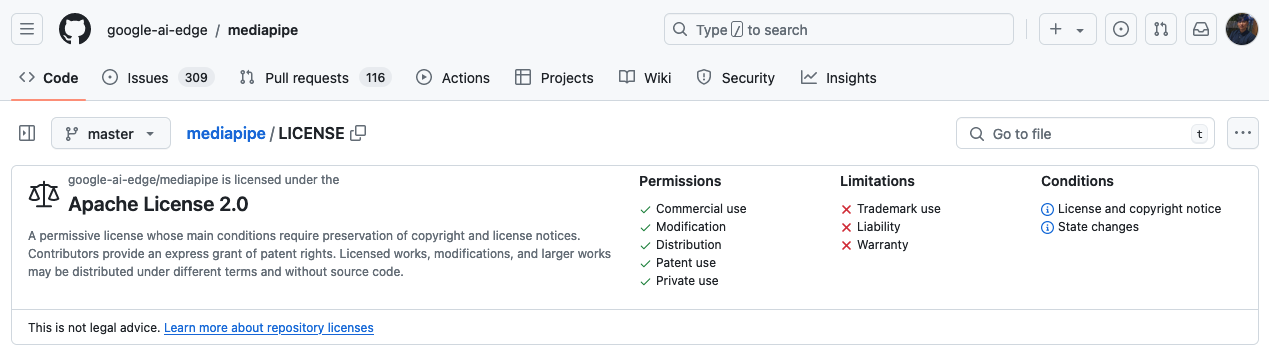 google-ai-edge / mediapipe
Type / to search
Code
Issues 309
Pull requests 116
Actions
Projects
Wiki
Security
Insights
master
mediapipe / LICENSE
Go to file
t
google-ai-edge/mediapipe is licensed under the
Apache License 2.0
A permissive license whose main conditions require preservation of copyright and license notices.
Contributors provide an express grant of patent rights. Licensed works, modifications, and larger works
may be distributed under different terms and without source code.
Permissions
Commercial use
Modification
Distribution
Patent use
Private use
Limitations
Trademark use
Liability
Warranty
Conditions
License and copyright notice
State changes
This is not legal advice. Learn more about repository licenses